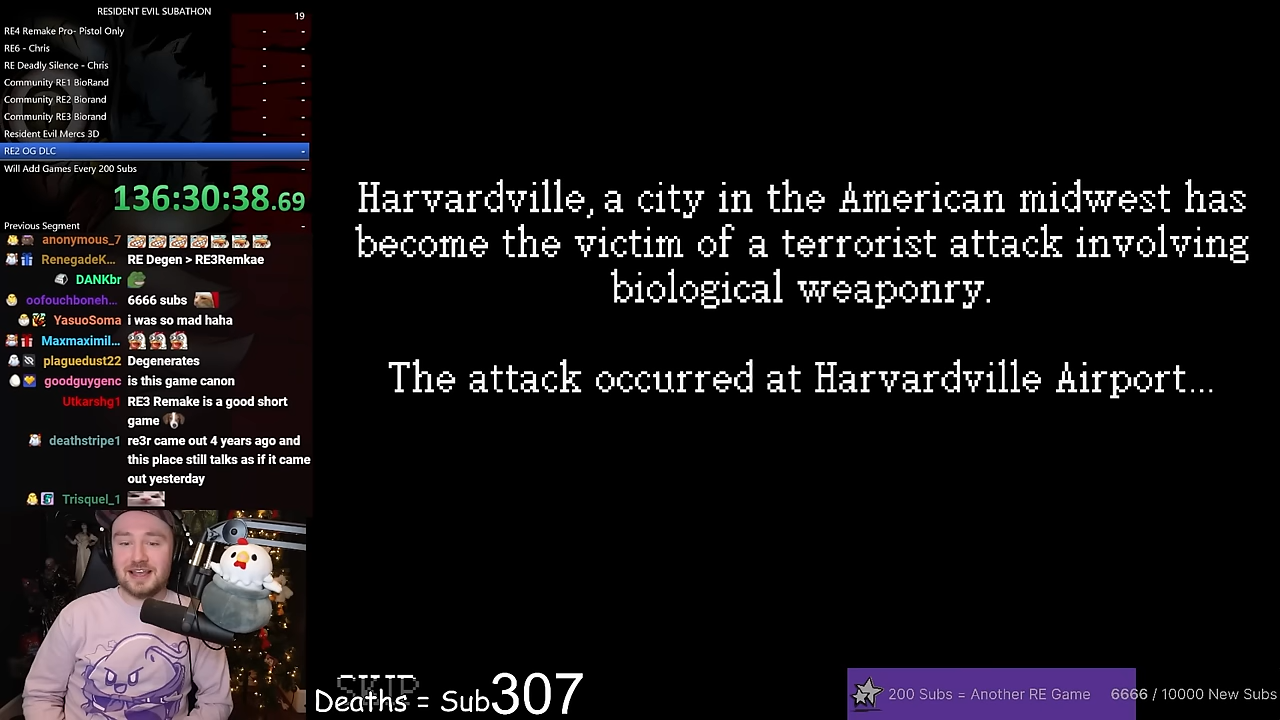 RESIDENT EVIL SUBATHON
19
RE4 Remake Pro- Pistol Only - -
RE6 - Chris - -
RE Deadly Silence - Chris - -
Community RE1 BioRand - -
Community RE2 Biorand - -
Community RE3 Biorand - -
Resident Evil Mercs 3D - -
RE2 OG DLC -
Will Add Games Every 200 Subs -
136:30:38.69
Previous Segment -
anonymous_7
RenegadeK... RE Degen > RE3Remkae
DANKbr
oofouchboneh... 6666 subs
YasuoSoma i was so mad haha
Maxmaximil...
plaguedust22 Degenerates
goodguygenc is this game canon
Utkarshg1 RE3 Remake is a good short
game
deathstripe1 re3r came out 4 years ago and
this place still talks as if it came
out yesterday
Trisquel_1
Harvardville, a city in the American midwest has
become the victim of a terrorist attack involving
biological weaponry.
The attack occurred at Harvardville Airport...
SKIP
Deaths = Sub 307
200 Subs = Another RE Game 6666 / 10000 New Subs